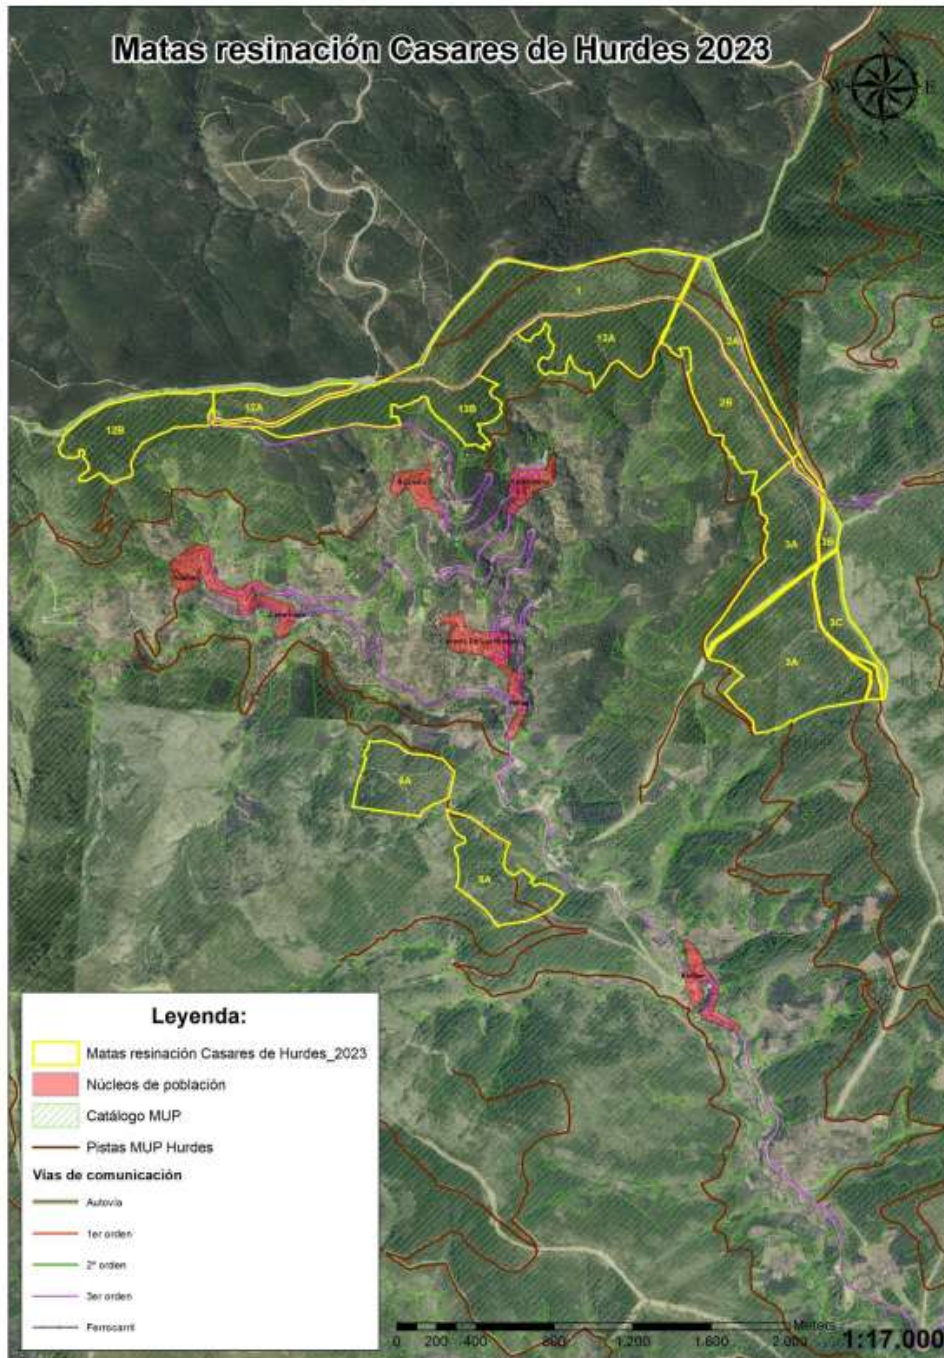 Matas resinación Casares de Hurdes 2023
E
S
1
2A
13A
2B
12A
13B
12B
3A
3B
3C
3A
Leyenda:
Matas resinación Casares de Hurdes_2023
Núcleos de población
Catálogo MUP
Pistas MUP Hurdes
Vías de comunicación
Autovía
1er orden
2º orden
3er orden
Ferrocarril
Meters
0 200 400 800 1.200 1.600 2.000
1:17.000